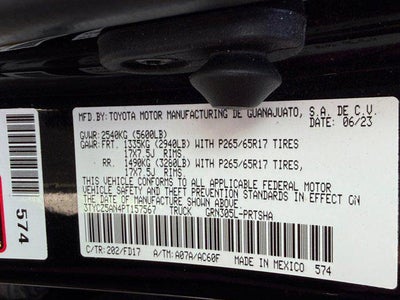 MFD.BY:TOYOTA MOTOR MANUFACTURING DE GUANAJUATO, S.A. DE C.V.
DATE: 06/23
GVWR:2540KG (5600LB)
GAWR:FRT. 1335KG (2940LB) WITH P265/65R17 TIRES
17X7.5J RIMS
RR. 1490KG (3280LB) WITH P265/65R17 TIRES,
17X7.5J RIMS
THIS VEHICLE CONFORMS TO ALL APPLICABLE FEDERAL MOTOR
VEHICLE SAFETY AND THEFT PREVENTION STANDARDS IN EFFECT ON
THE DATE OF MANUFACTURE SHOWN ABOVE.
3TYCZ5AN4PT157567 TRUCK GRN305L-PRTSHA
C/TR:202/FD17 A/TM:A07A/AC60F MADE IN MEXICO 574
574